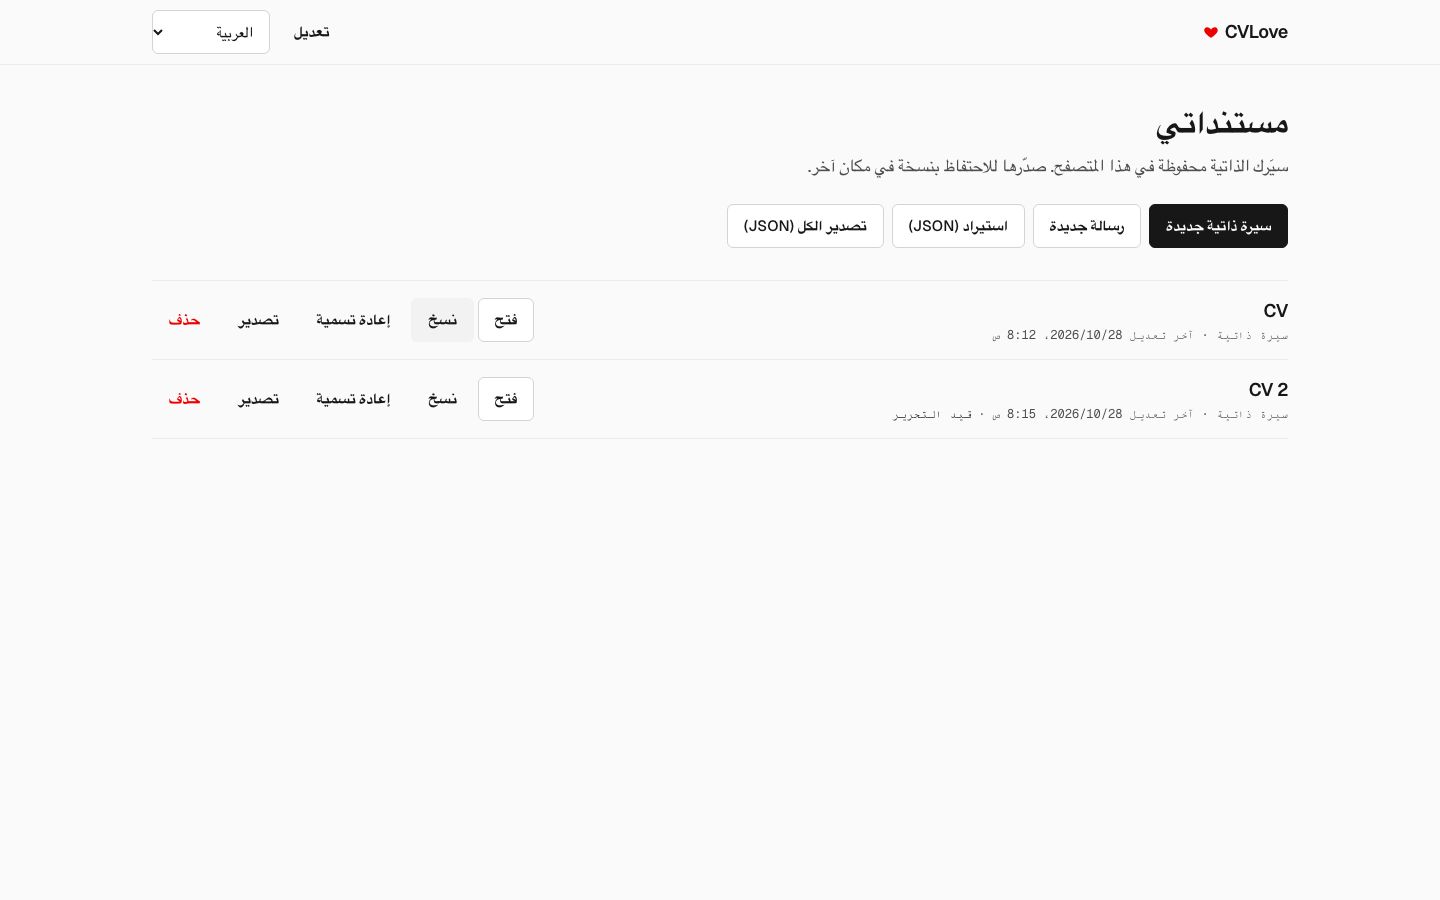 CVLove
تعديل
العربية
مستنداتي
سيَرك الذاتية محفوظة في هذا المتصفح. صدّرها للاحتفاظ بنسخة في مكان آخر.
سيرة ذاتية جديدة
رسالة جديدة
استيراد (JSON)
تصدير الكل (JSON)
CV
سيرة ذاتية · آخر تعديل 2026/10/28، 8:12 ص
فتح
نسخ
إعادة تسمية
تصدير
حذف
CV 2
سيرة ذاتية · آخر تعديل 2026/10/28، 8:15 ص · قيد التحرير
فتح
نسخ
إعادة تسمية
تصدير
حذف